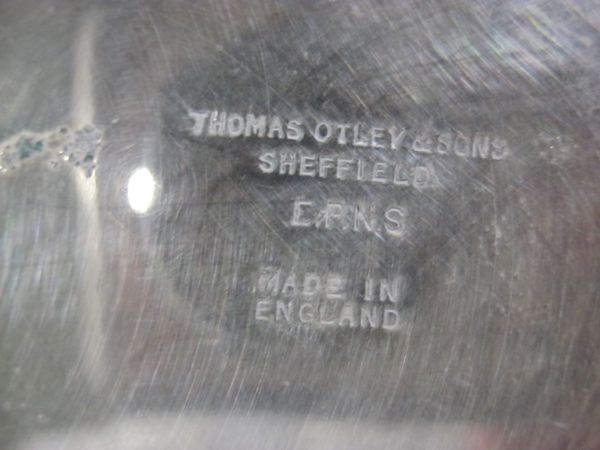 THOMAS OTLEY & SONS
SHEFFIELD
E.P.N.S
MADE IN
ENGLAND